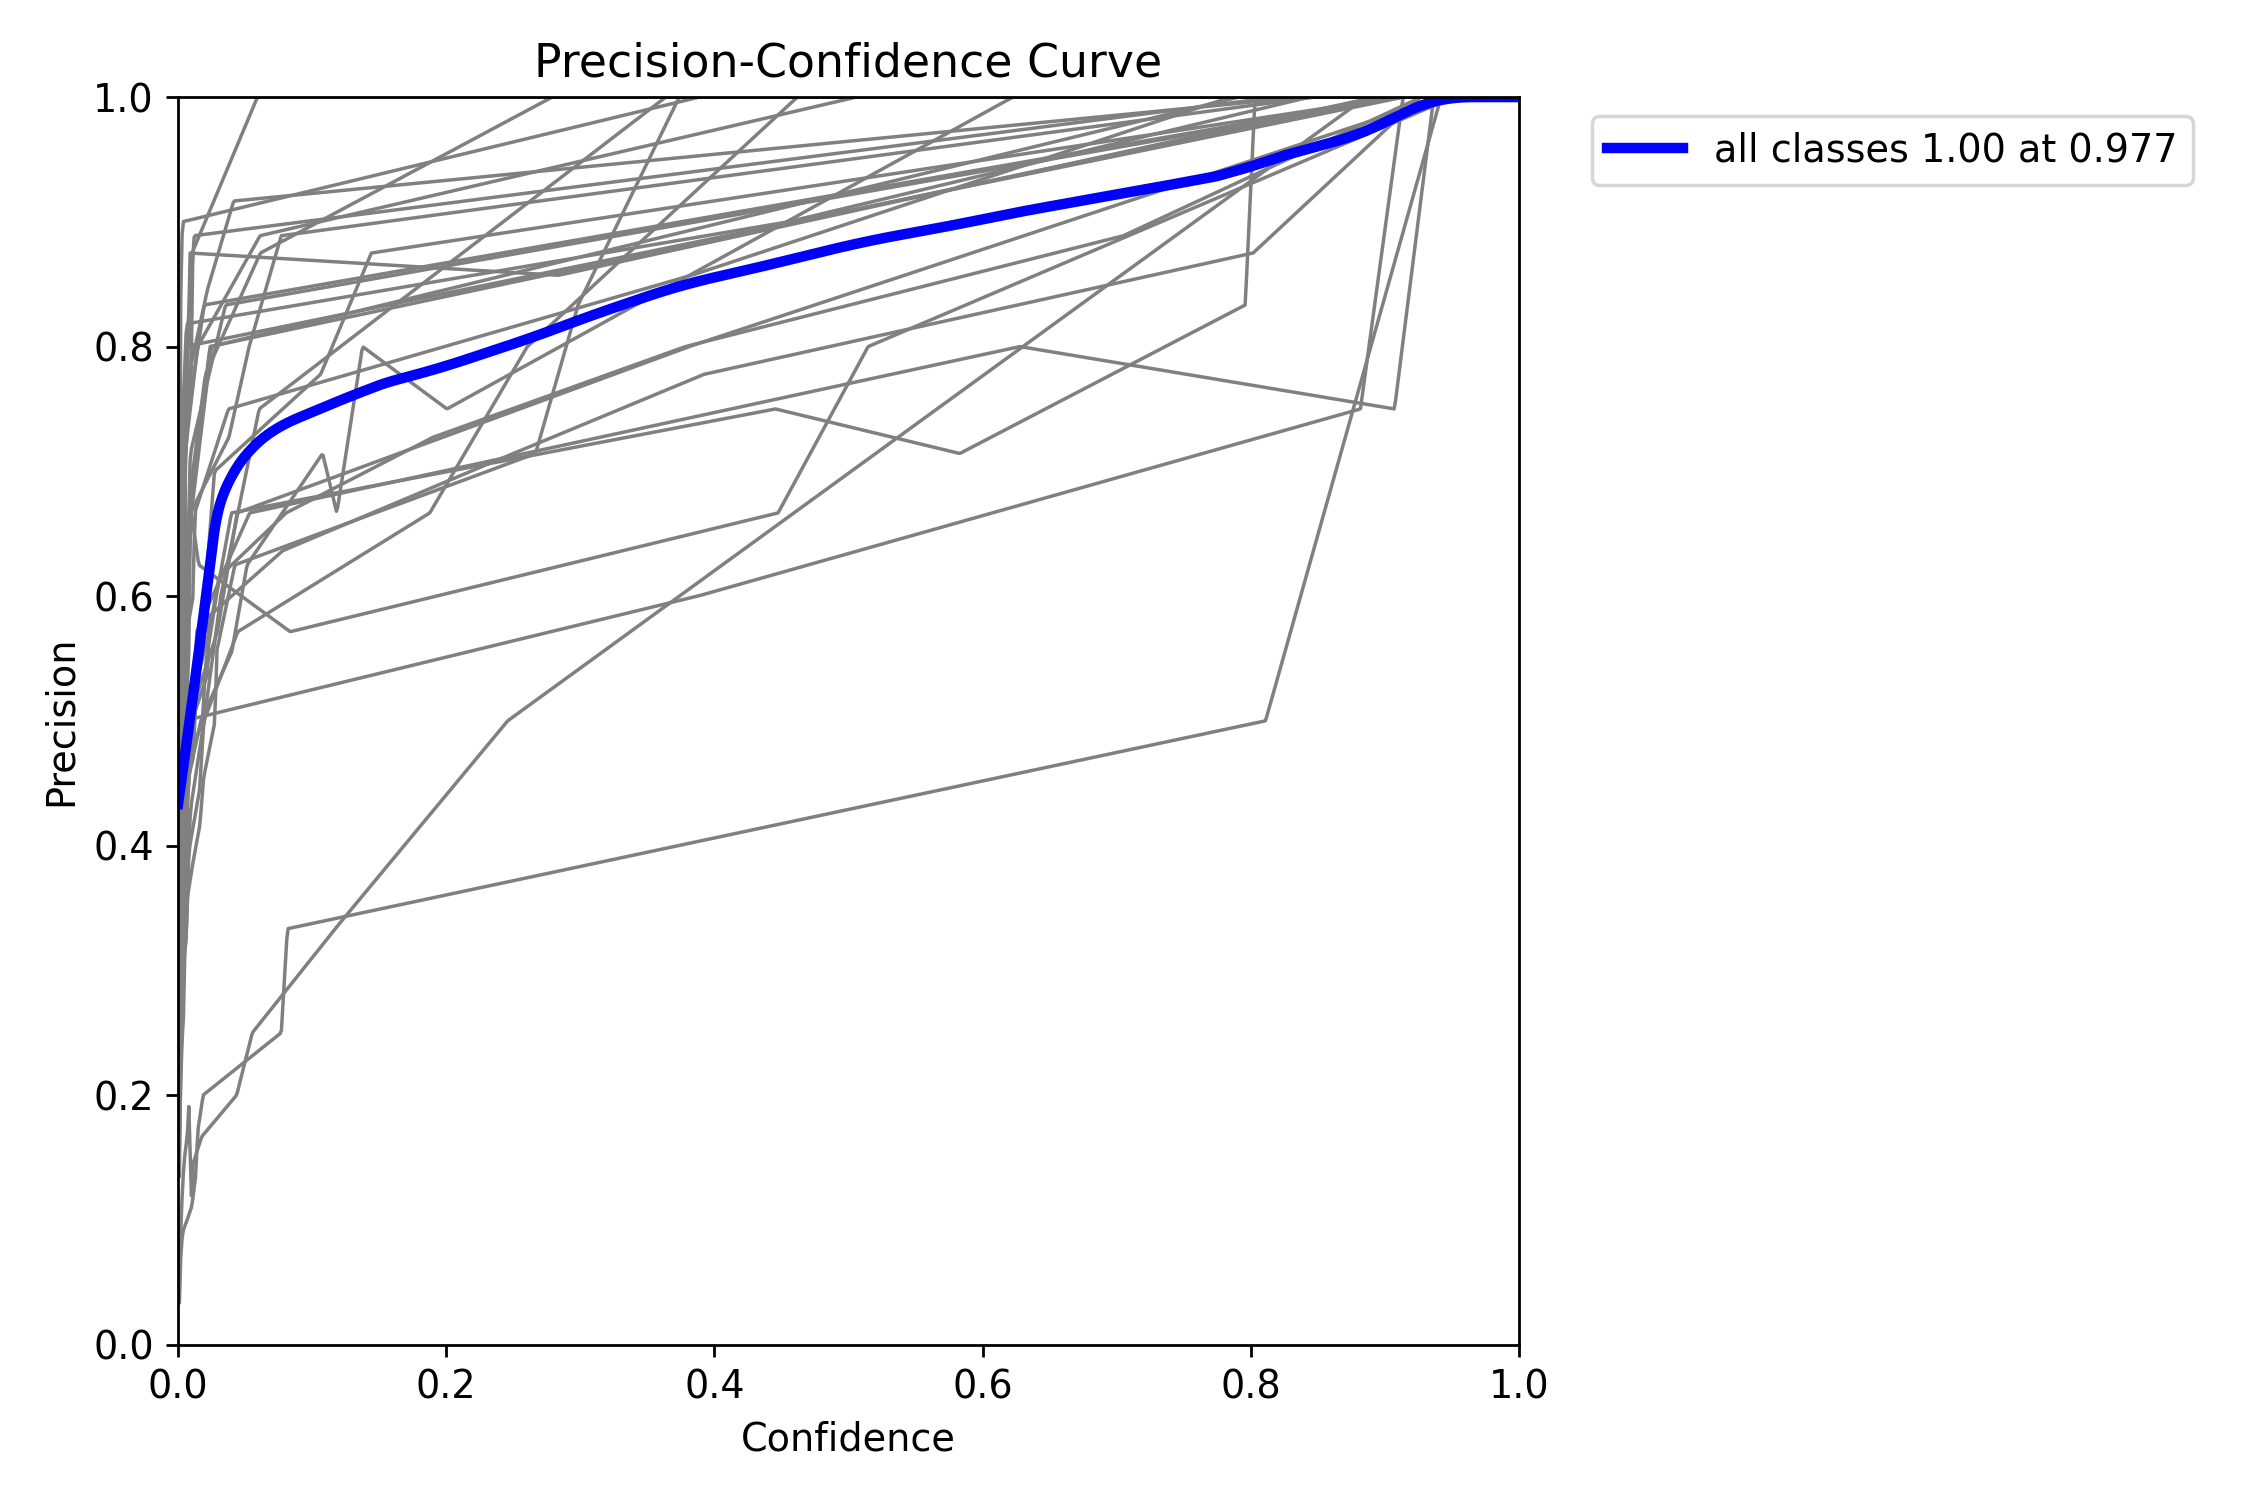 Precision-Confidence Curve
all classes 1.00 at 0.977
1.0
0.8
0.6
0.4
0.2
0.0
Precision
0.0 0.2 0.4 0.6 0.8 1.0
Confidence